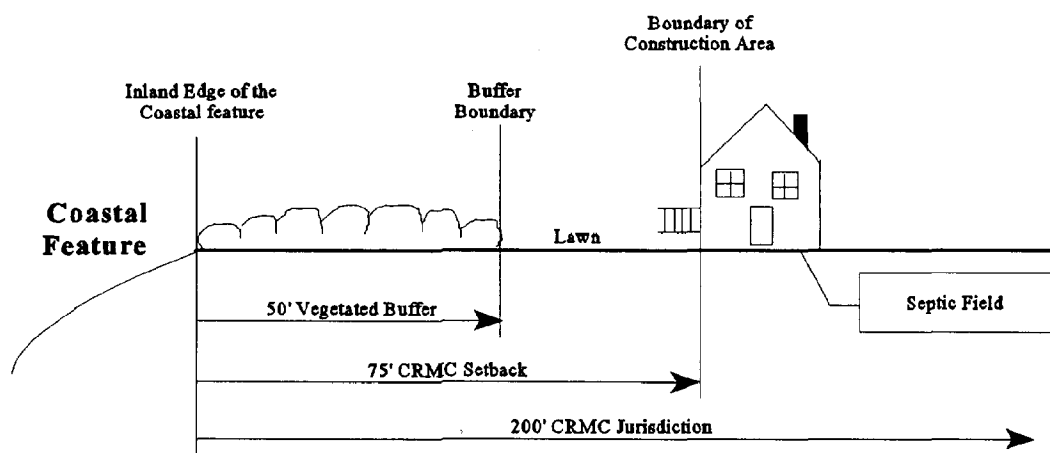 Boundary of
Construction Area
Inland Edge of the
Coastal feature
Buffer
Boundary
Coastal
Feature
Lawn
50' Vegetated Buffer
Septic Field
75' CRMC Setback
200' CRMC Jurisdiction